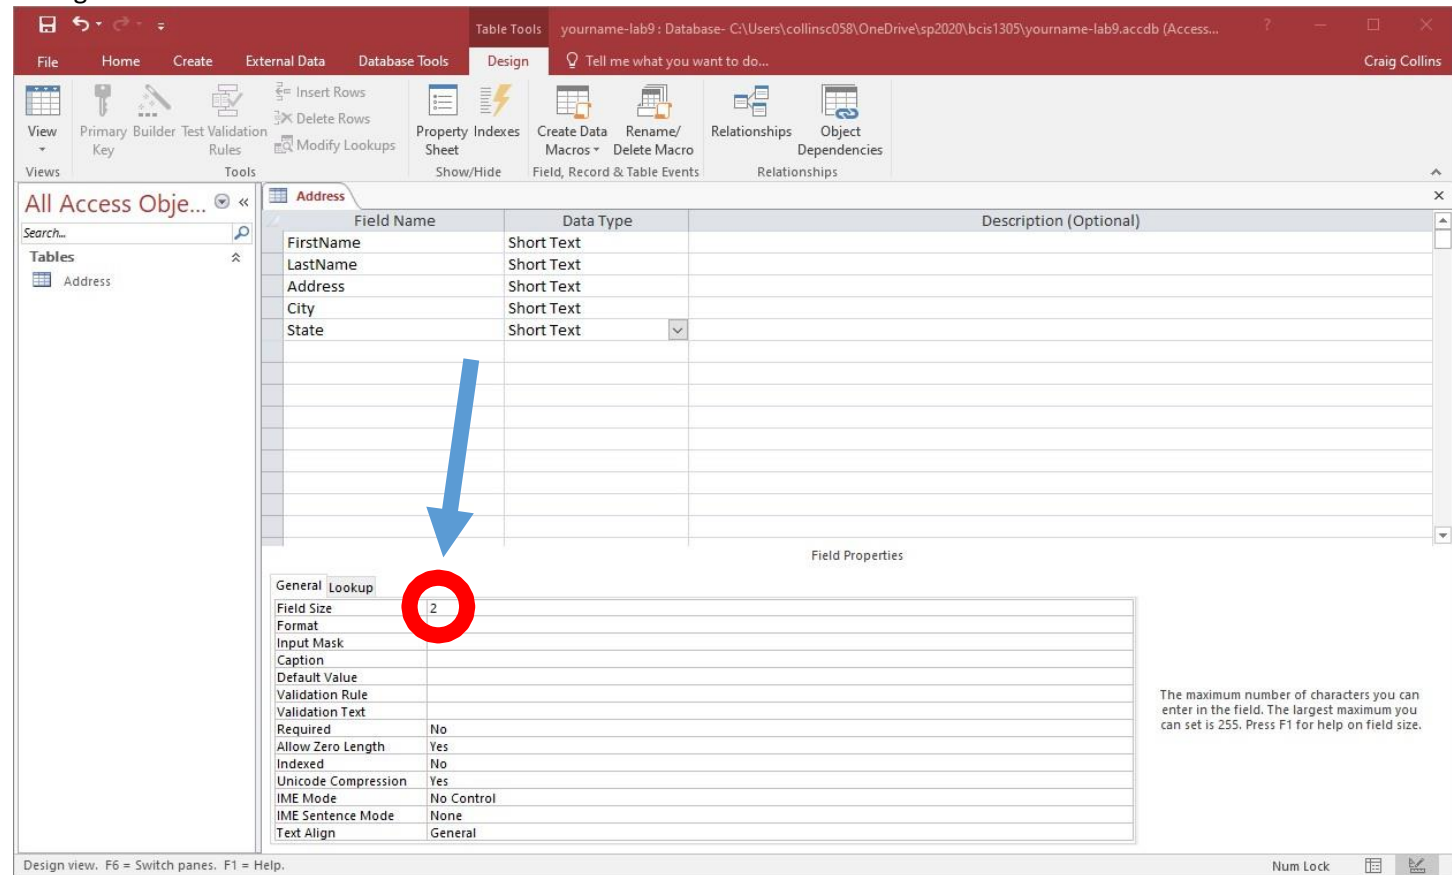 Table Tools yourname-lab9 : Database- C:\Users\collinsc058\OneDrive\sp2020\bcis1305\yourname-lab9.accdb (Access... ?
File Home Create External Data Database Tools Design Tell me what you want to do... Craig Collins
View
Primary Key
Builder
Test Validation Rules
Insert Rows
Delete Rows
Modify Lookups
Property Sheet
Indexes
Create Data Macros
Rename/ Delete Macro
Relationships
Object Dependencies
Views Tools Show/Hide Field, Record & Table Events Relationships
All Access Obje... «
Search...
Tables
Address
Address
Field Name Data Type Description (Optional)
FirstName Short Text
LastName Short Text
Address Short Text
City Short Text
State Short Text
Field Properties
General Lookup
Field Size 2
Format
Input Mask
Caption
Default Value
Validation Rule
Validation Text
Required No
Allow Zero Length Yes
Indexed No
Unicode Compression Yes
IME Mode No Control
IME Sentence Mode None
Text Align General
The maximum number of characters you can
enter in the field. The largest maximum you
can set is 255. Press F1 for help on field size.
Design view. F6 = Switch panes. F1 = Help. Num Lock